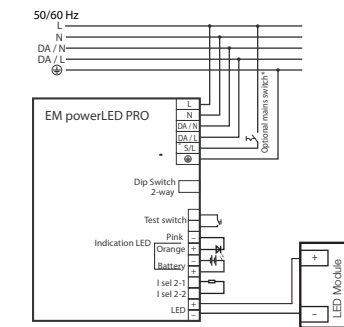 50/60 Hz
L
N
DA / N
DA / L
EM powerLED PRO
L
N
DA / N
DA / L
S/L
Optional mains switch*
Dip Switch
2-way
Test switch
Indication LED
Pink
Orange
Battery
I sel 2-1
I sel 2-2
LED
–
+
–
+
+
–
+
–
LED Module